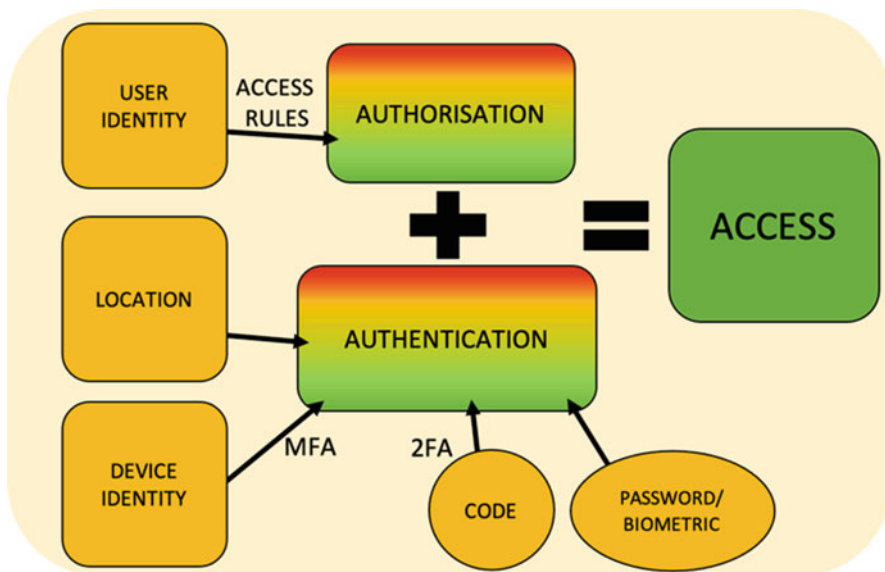 USER
IDENTITY
ACCESS
RULES
AUTHORISATION
ACCESS
LOCATION
AUTHENTICATION
DEVICE
IDENTITY
MFA
2FA
CODE
PASSWORD/
BIOMETRIC